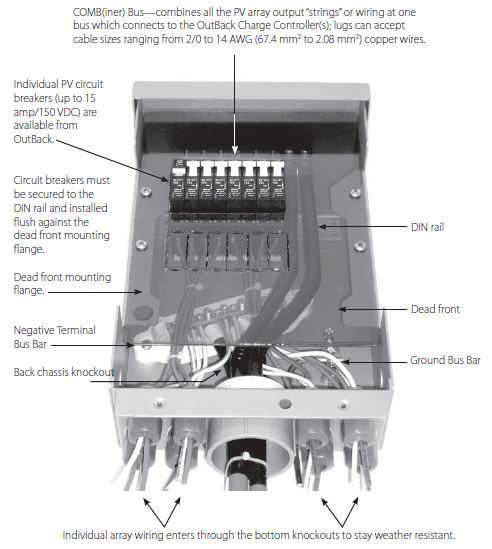 COMB(iner) Bus—combines all the PV array output "strings" or wiring at one
bus which connects to the OutBack Charge Controller(s); lugs can accept
cable sizes ranging from 2/0 to 14 AWG (67.4 mm² to 2.08 mm²) copper wires.
Individual PV circuit
breakers (up to 15
amp/150 VDC) are
available from
OutBack.
Circuit breakers must
be secured to the
DIN rail and installed
flush against the
dead front mounting
flange.
DIN rail
Dead front mounting
flange.
Dead front
Negative Terminal
Bus Bar
Ground Bus Bar
Back chassis knockout
Individual array wiring enters through the bottom knockouts to stay weather resistant.